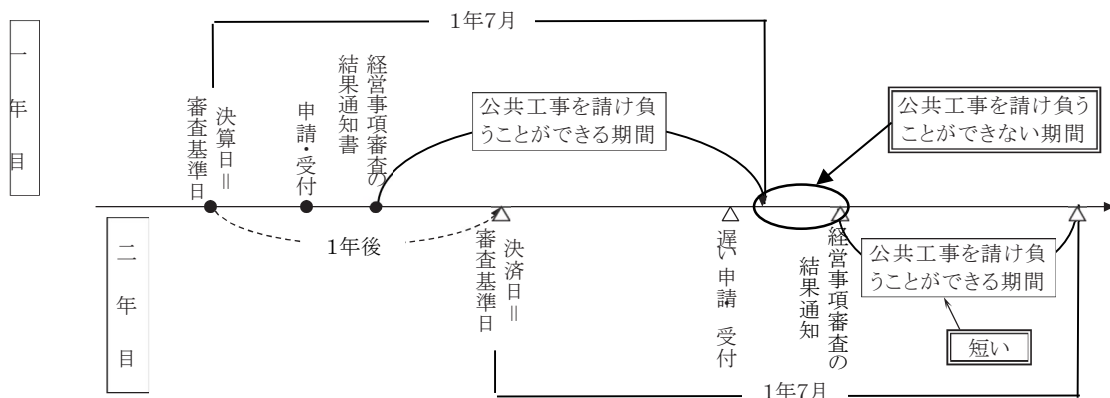 一年目
1年7月
決算日＝
審査基準日
申請・受付
経営事項審査の
結果通知書
公共工事を請け負
うことができる期間
公共工事を請け負う
ことができない期間
二年目
1年後
決済日＝
審査基準日
遅い申請・受付
経営事項審査の
結果通知
公共工事を請け負
うことができる期間
短い
1年7月